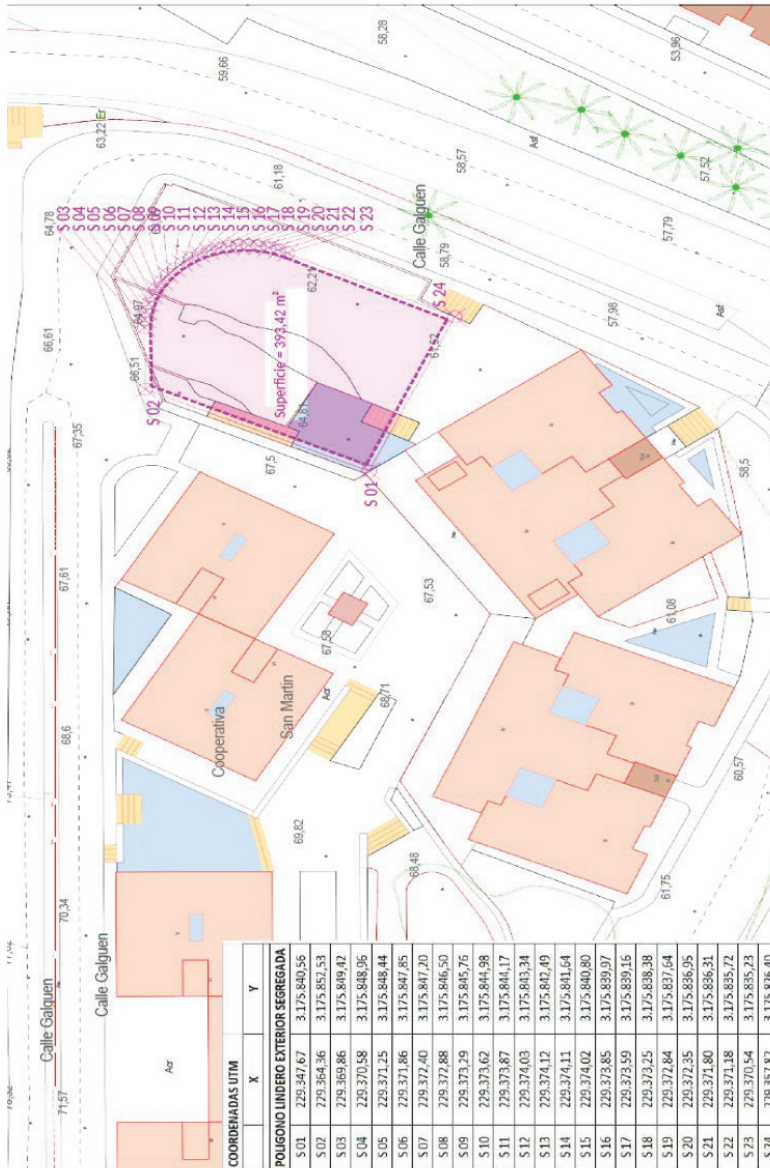 58,28
53,96
59,66
63,22 Er
58,57
Asf
57,52
61,18
64,78
S 03
S 04
S 05
S 06
S 07
S 08
S 09
S 10
S 11
S 12
S 13
S 14
S 15
S 16
S 17
S 18
S 19
S 20
S 21
S 22
S 23
Calle Galguen
58,79
57,79
66,61
64,97
62,21
S 24
57,98
Asf
66,51
Superficie = 393,42 m²
61,52
S 02
64,81
67,35
67,5
S 01
58,5
67,61
67,53
61,08
67,58
Cooperativa
San Martin
Acr
68,71
68,6
60,57
69,82
68,48
61,75
70,34
Calle Galguen
Calle Galguen
Acr
71,57
COORDENADAS UTM
X Y
POLIGONO LINDERO EXTERIOR SEGREGADA
S 01 229.347,67 3.175.840,56
S 02 229.364,36 3.175.852,53
S 03 229.369,86 3.175.849,42
S 04 229.370,58 3.175.848,96
S 05 229.371,25 3.175.848,44
S 06 229.371,86 3.175.847,85
S 07 229.372,40 3.175.847,20
S 08 229.372,88 3.175.846,50
S 09 229.373,29 3.175.845,76
S 10 229.373,62 3.175.844,98
S 11 229.373,87 3.175.844,17
S 12 229.374,03 3.175.843,34
S 13 229.374,12 3.175.842,49
S 14 229.374,11 3.175.841,64
S 15 229.374,02 3.175.840,80
S 16 229.373,85 3.175.839,97
S 17 229.373,59 3.175.839,16
S 18 229.373,25 3.175.838,38
S 19 229.372,84 3.175.837,64
S 20 229.372,35 3.175.836,95
S 21 229.371,80 3.175.836,31
S 22 229.371,18 3.175.835,72
S 23 229.370,54 3.175.835,23
S 24 229.357,82 3.175.826,40